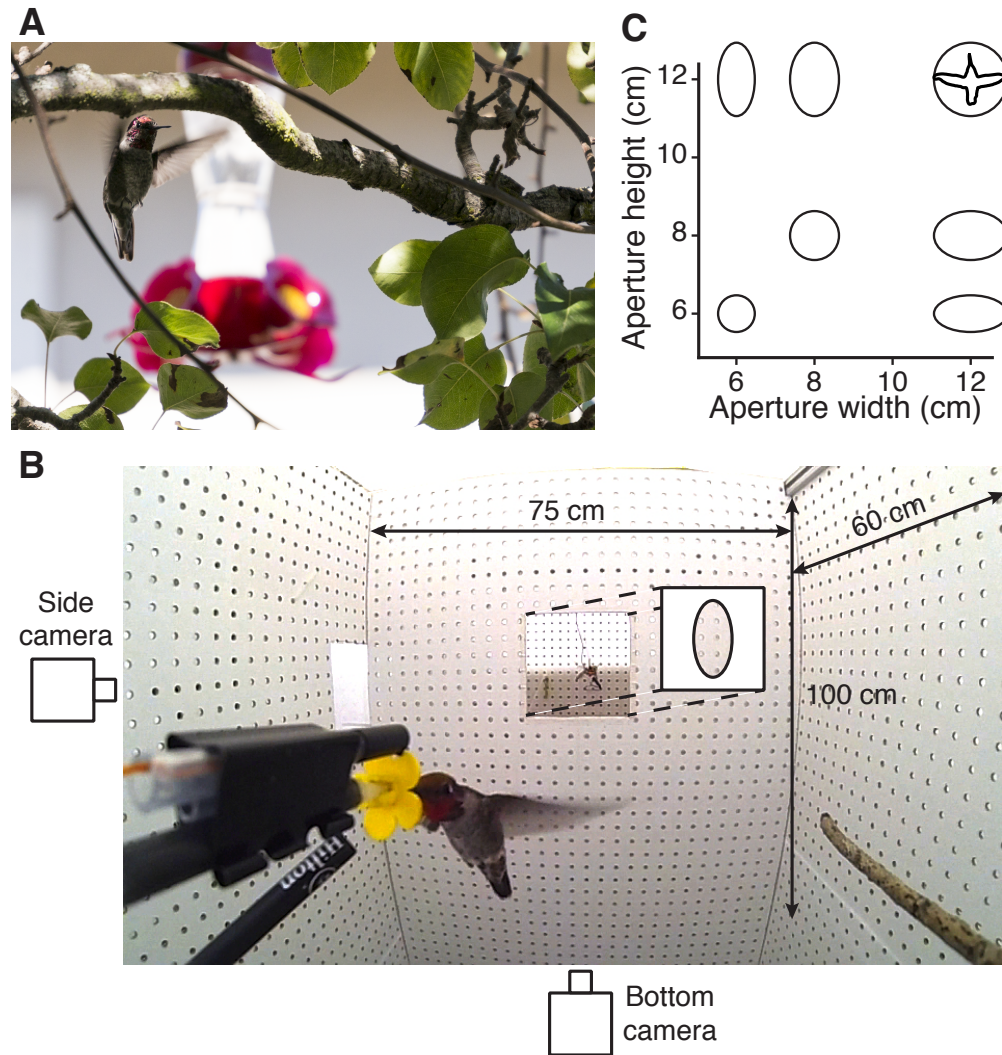 A
C
Aperture height (cm)
12
10
8
6
6 8 10 12
Aperture width (cm)
B
75 cm
60 cm
100 cm
Side
camera
Hilton
Bottom
camera